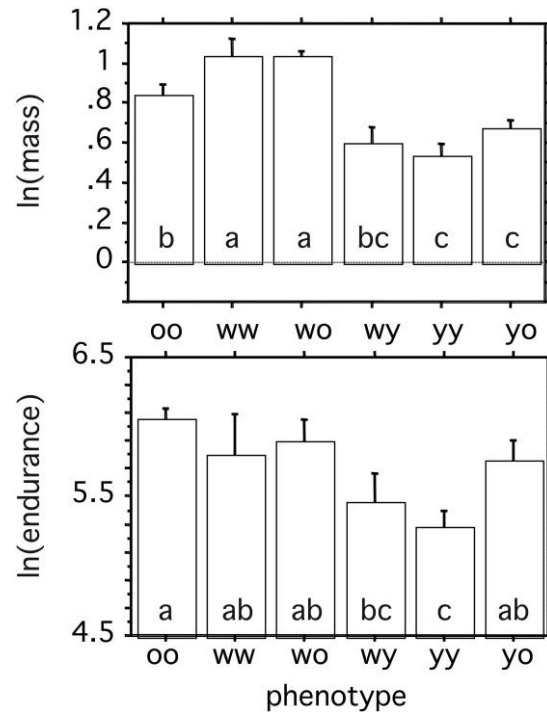 1.2
1
.8
.6
.4
.2
0
ln(mass)
b a a bc c c
oo ww wo wy yy yo
6.5
5.5
4.5
ln(endurance)
a ab ab bc c ab
oo ww wo wy yy yo
phenotype